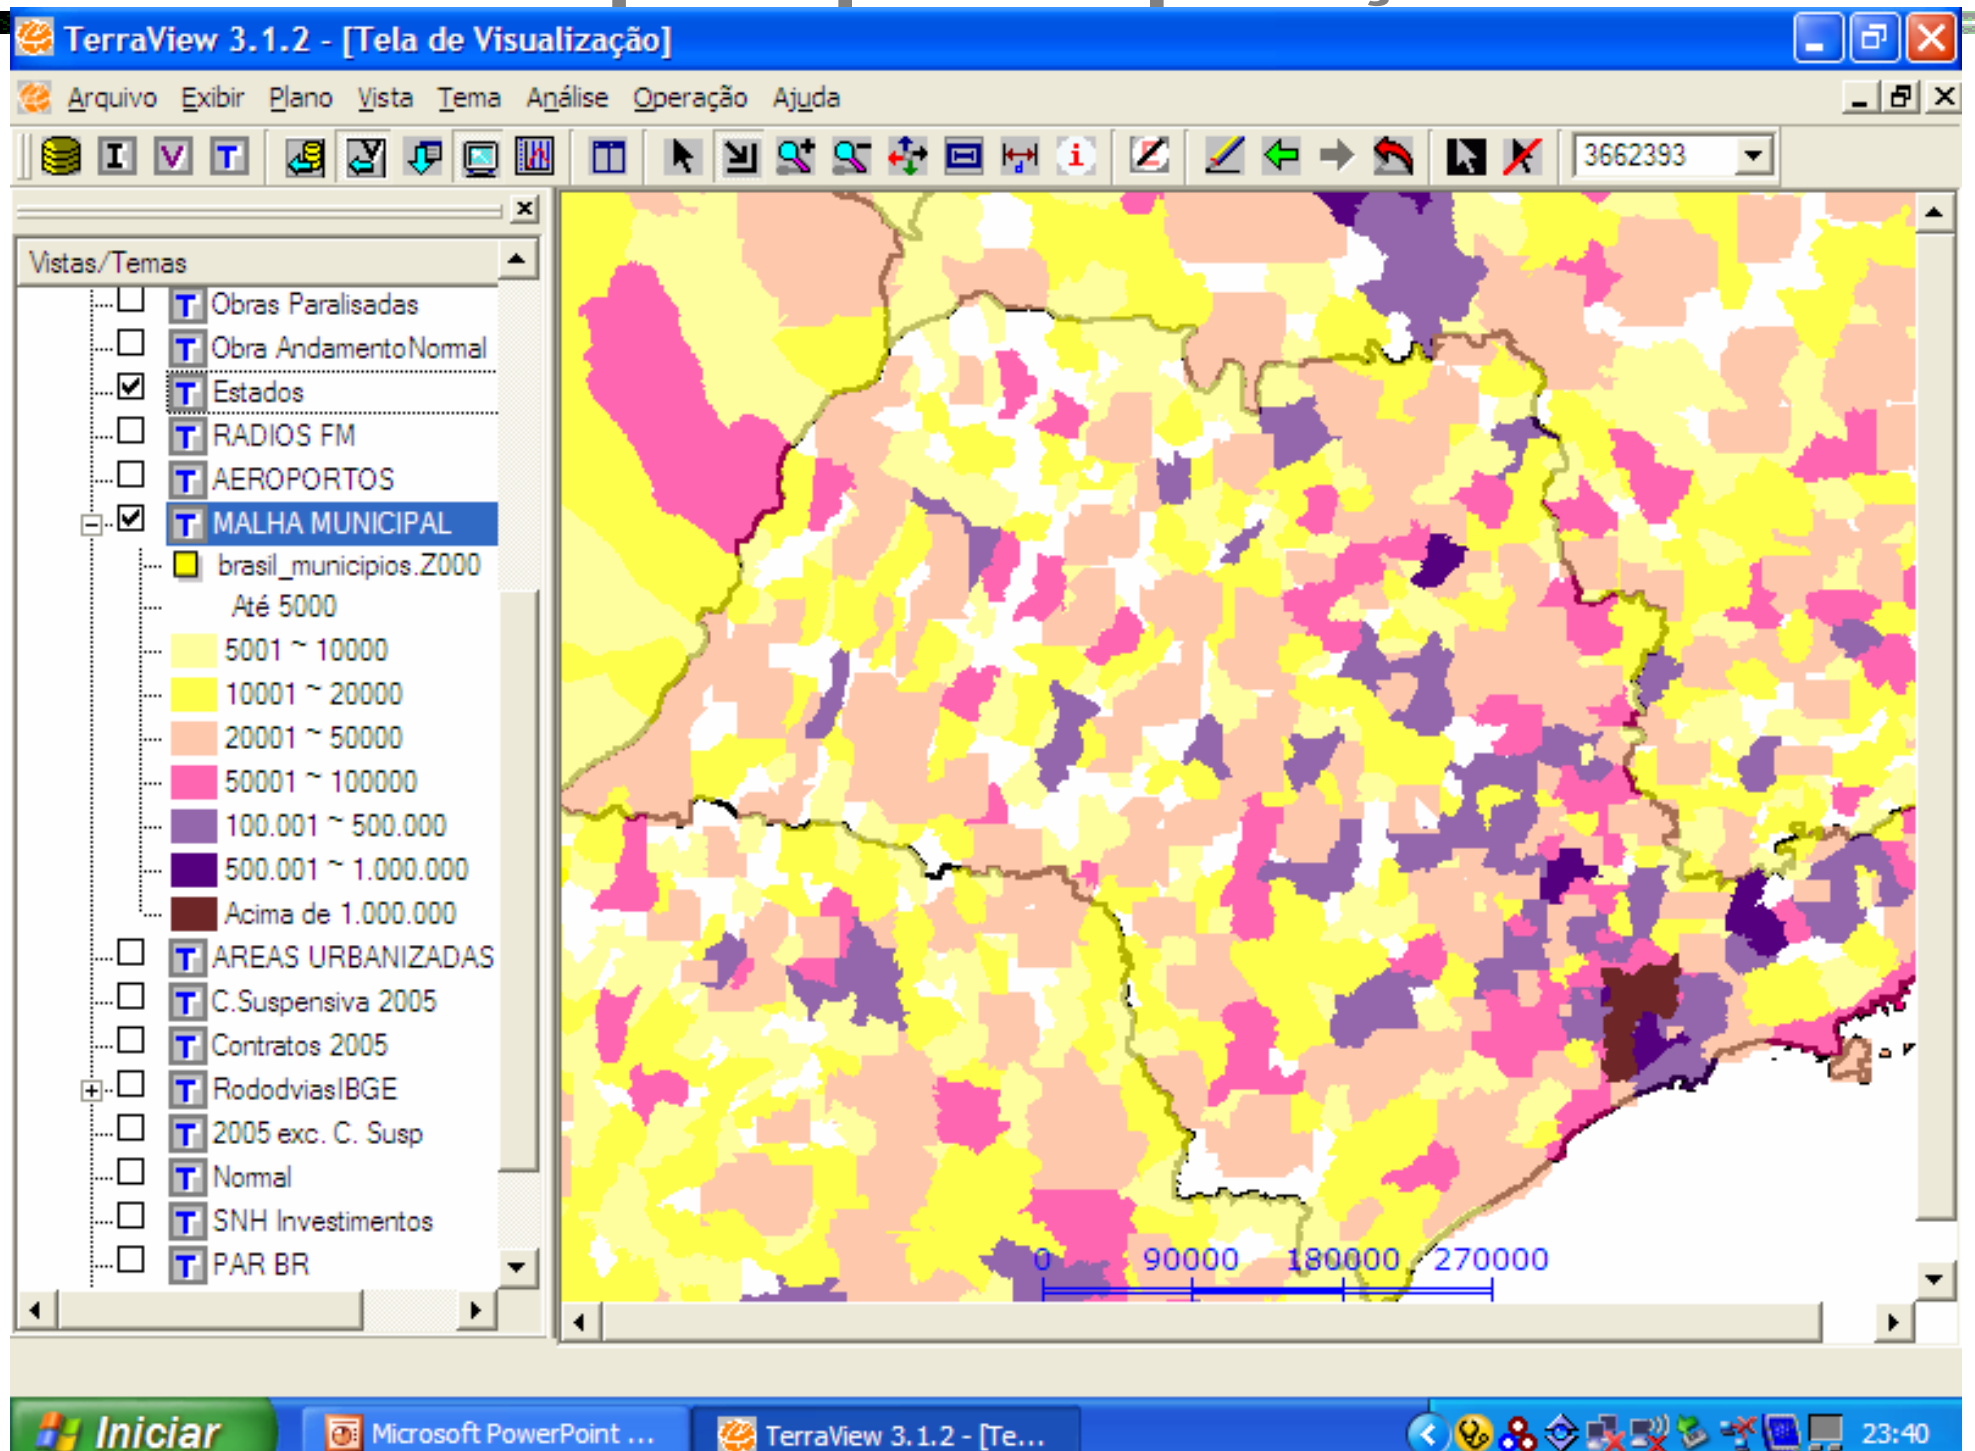 TerraView 3.1.2 - [Tela de Visualização]
Arquivo Exibir Plano Vista Tema Análise Operação Ajuda
3662393
Vistas/Temas
Obras Paralisadas
Obra AndamentoNormal
Estados
RADIOS FM
AEROPORTOS
MALHA MUNICIPAL
brasil_municipios.Z000
Até 5000
5001 ~ 10000
10001 ~ 20000
20001 ~ 50000
50001 ~ 100000
100.001 ~ 500.000
500.001 ~ 1.000.000
Acima de 1.000.000
AREAS URBANIZADAS
C.Suspensiva 2005
Contratos 2005
RododviasIBGE
2005 exc. C. Susp
Normal
SNH Investimentos
PAR BR
0 90000 180000 270000
Iniciar
Microsoft PowerPoint ...
TerraView 3.1.2 - [Te...
23:40